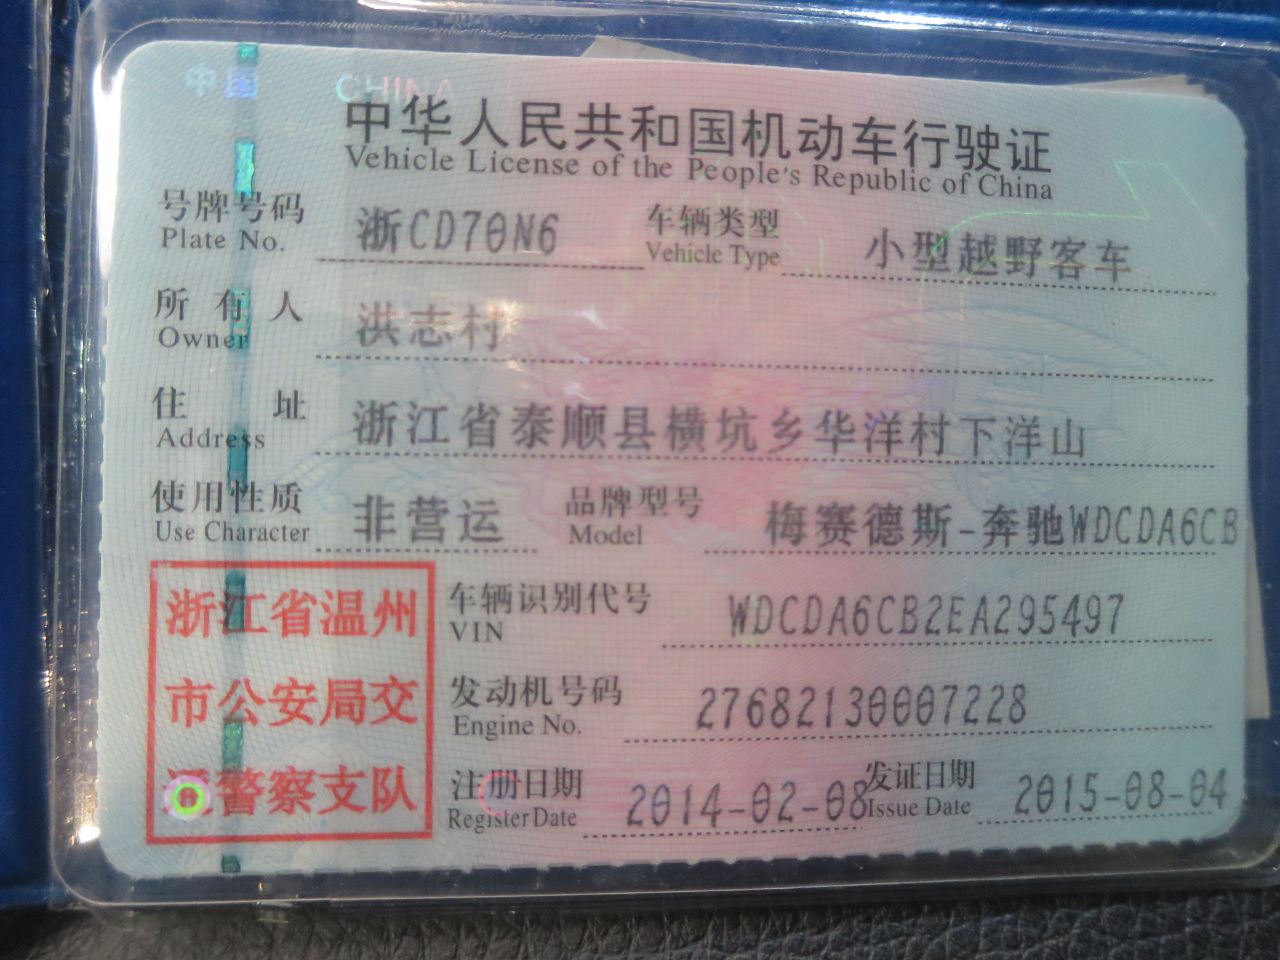 中国 CHINA
中华人民共和国机动车行驶证
Vehicle License of the People's Republic of China
号牌号码 浙CD70N6 车辆类型 小型越野客车
Plate No. Vehicle Type
所有人 洪志村
Owner
住址 浙江省泰顺县横坑乡华洋村下洋山
Address
使用性质 非营运 品牌型号 梅赛德斯-奔驰WDCDA6CB
Use Character Model
浙江省温州
市公安局交
通警察支队
车辆识别代号 WDCDA6CB2EA295497
VIN
发动机号码 27682130007228
Engine No.
注册日期 2014-02-08 发证日期 2015-08-04
Register Date Issue Date